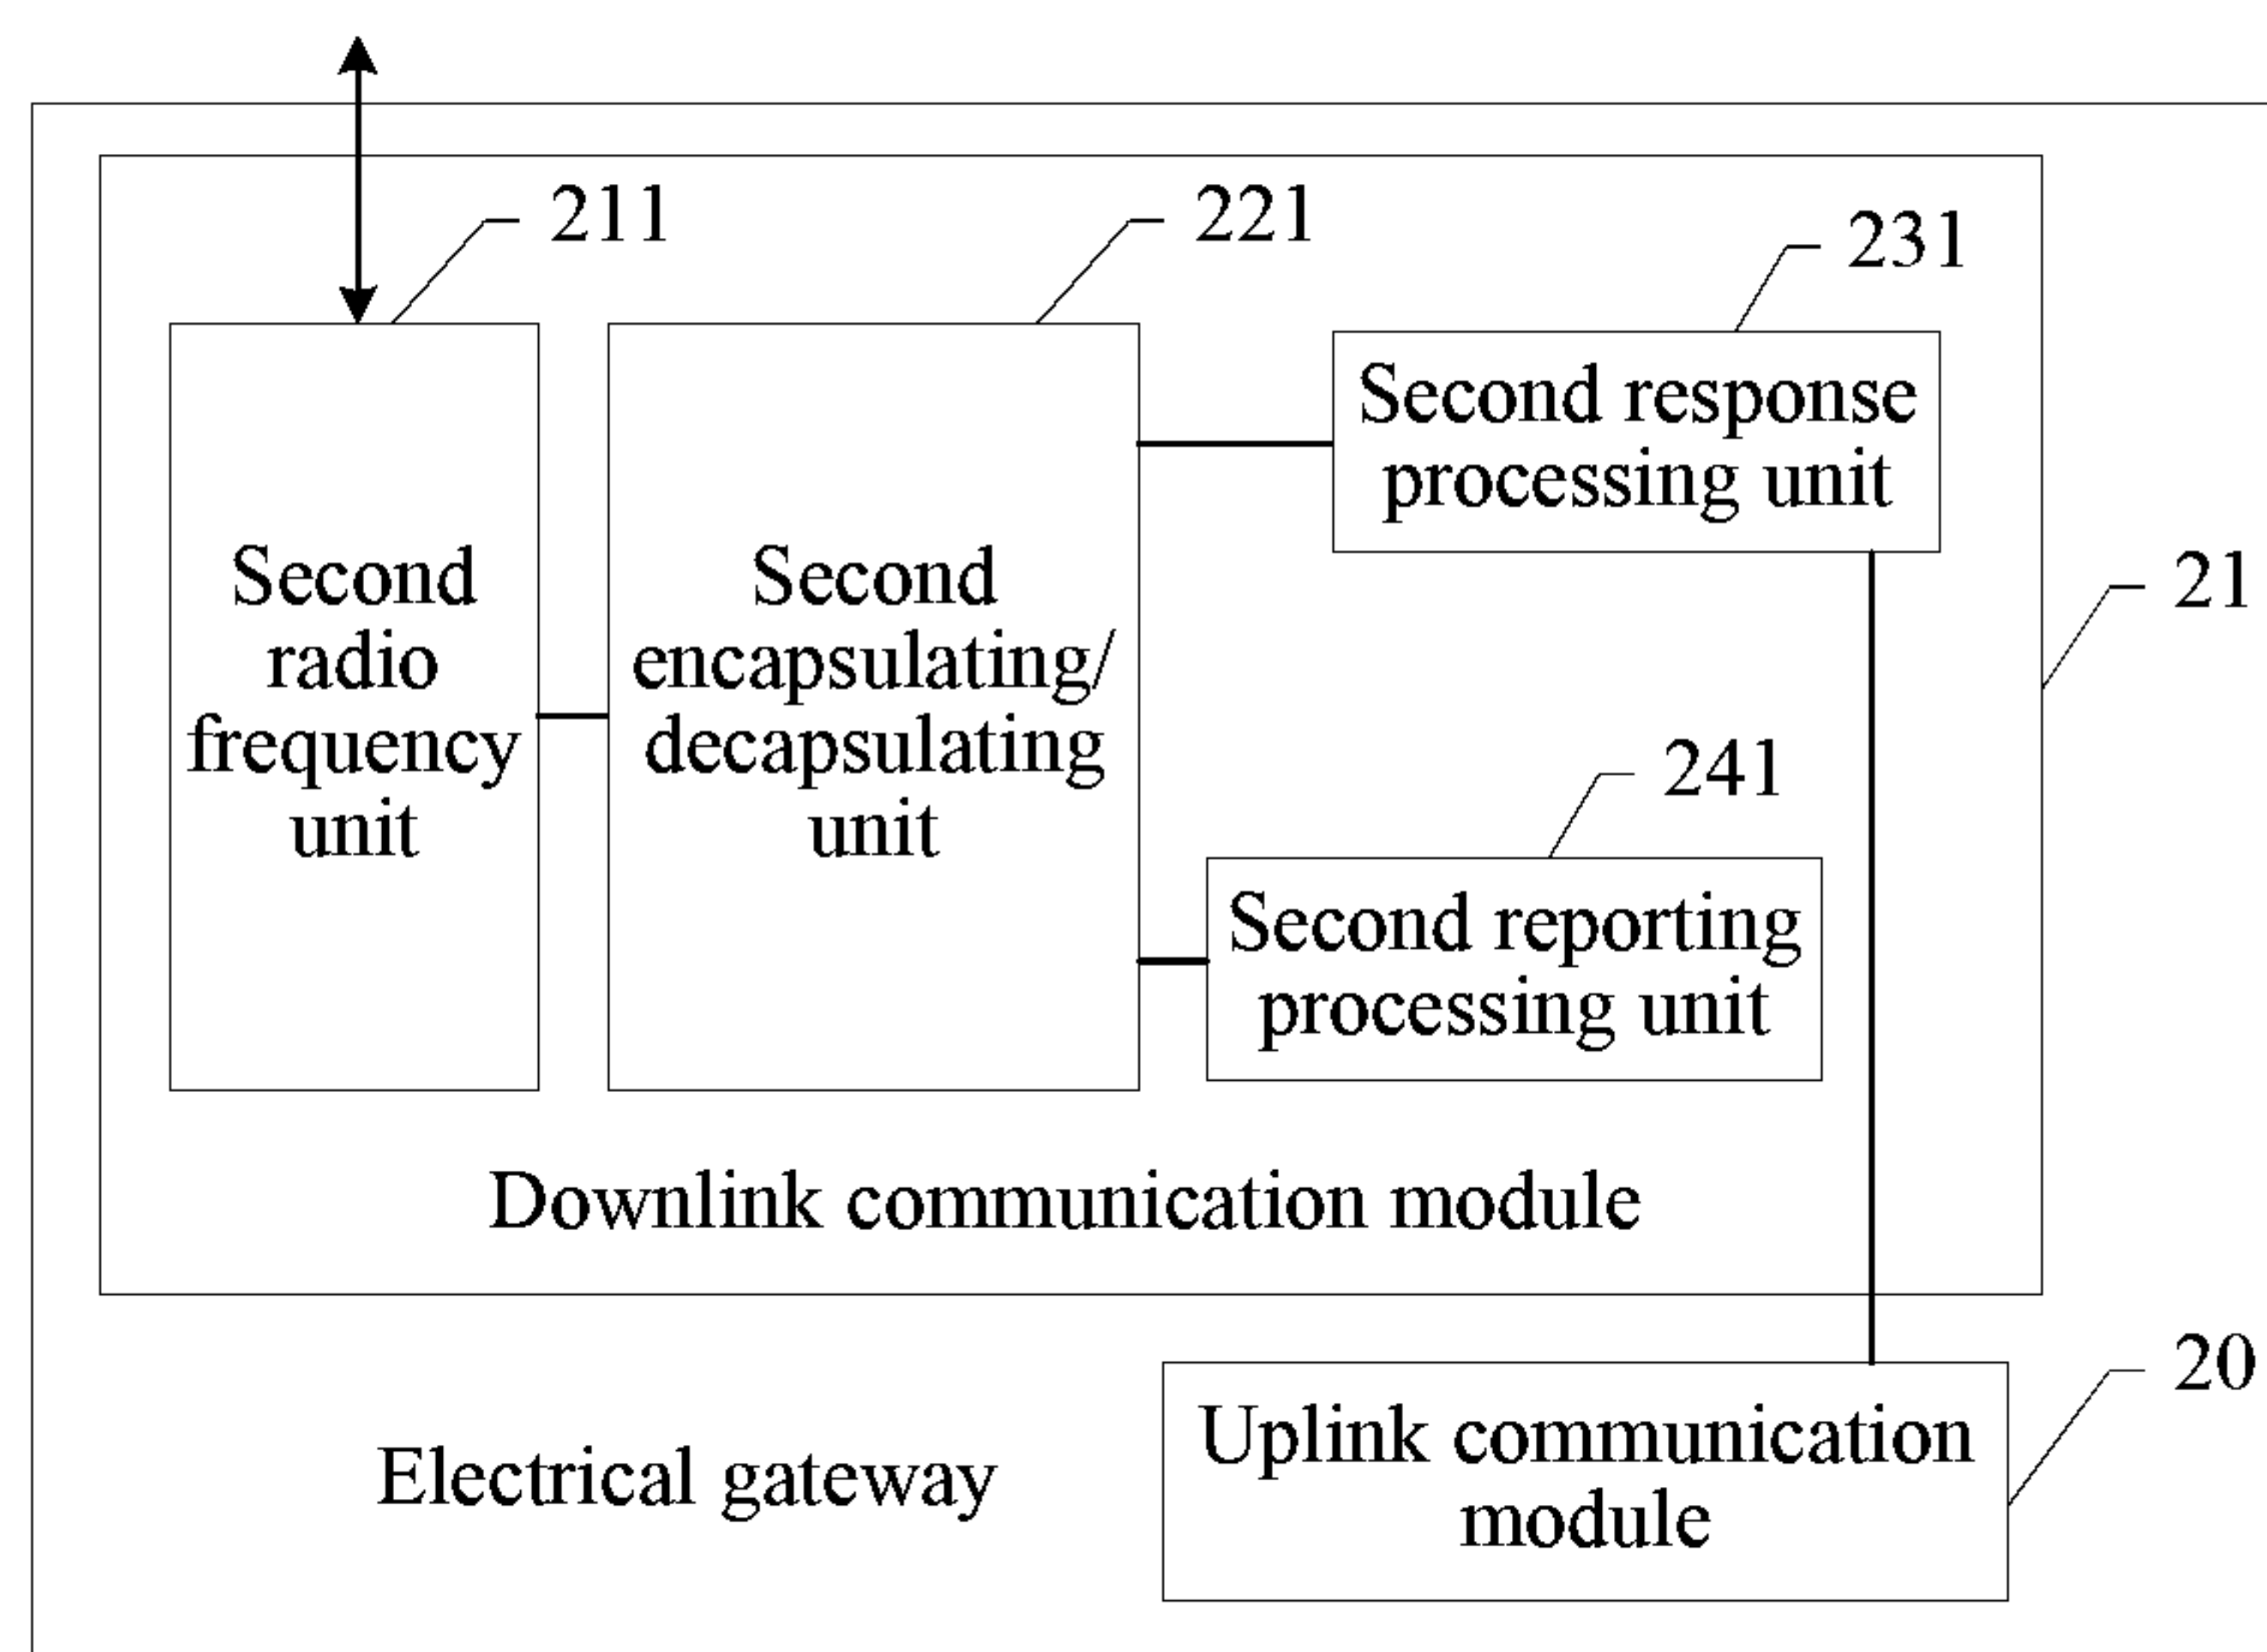 211
221
231
Second
radio
frequency
unit
Second
encapsulating/
decapsulating
unit
Second response
processing unit
21
241
Second reporting
processing unit
Downlink communication module
20
Electrical gateway
Uplink communication
module